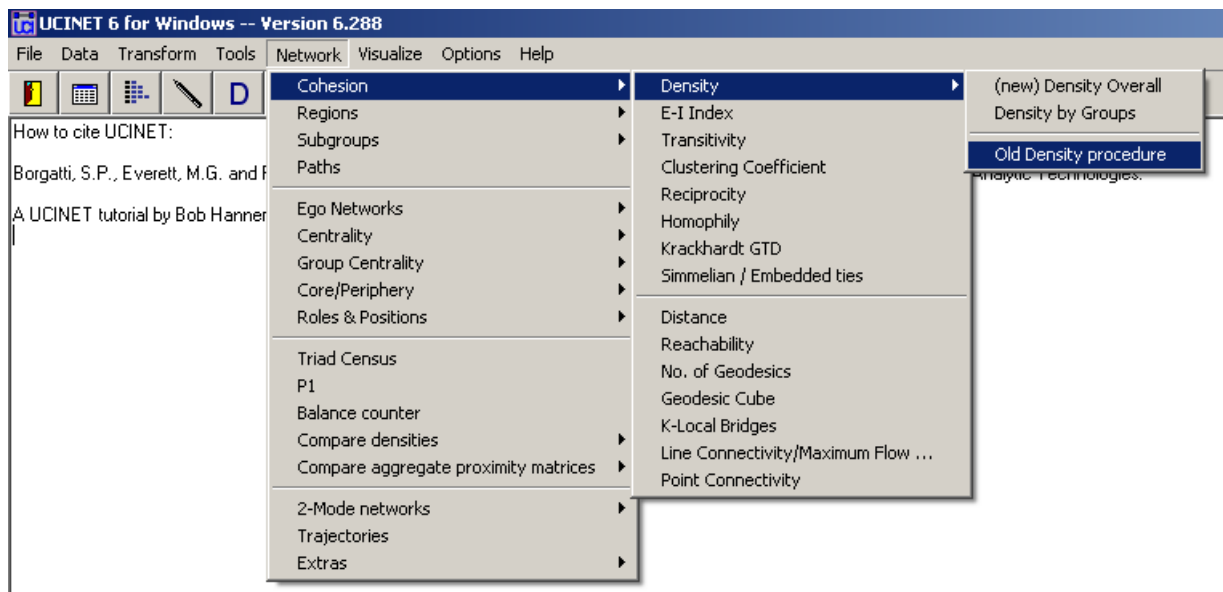 UCINET 6 for Windows -- Version 6.288
File Data Transform Tools Network Visualize Options Help
D
How to cite UCINET:
Borgatti, S.P., Everett, M.G. and F
Analytic Technologies.
A UCINET tutorial by Bob Hanner
Cohesion
Regions
Subgroups
Paths
Ego Networks
Centrality
Group Centrality
Core/Periphery
Roles & Positions
Triad Census
P1
Balance counter
Compare densities
Compare aggregate proximity matrices
2-Mode networks
Trajectories
Extras
Density
E-I Index
Transitivity
Clustering Coefficient
Reciprocity
Homophily
Krackhardt GTD
Simmelian / Embedded ties
Distance
Reachability
No. of Geodesics
Geodesic Cube
K-Local Bridges
Line Connectivity/Maximum Flow ...
Point Connectivity
(new) Density Overall
Density by Groups
Old Density procedure